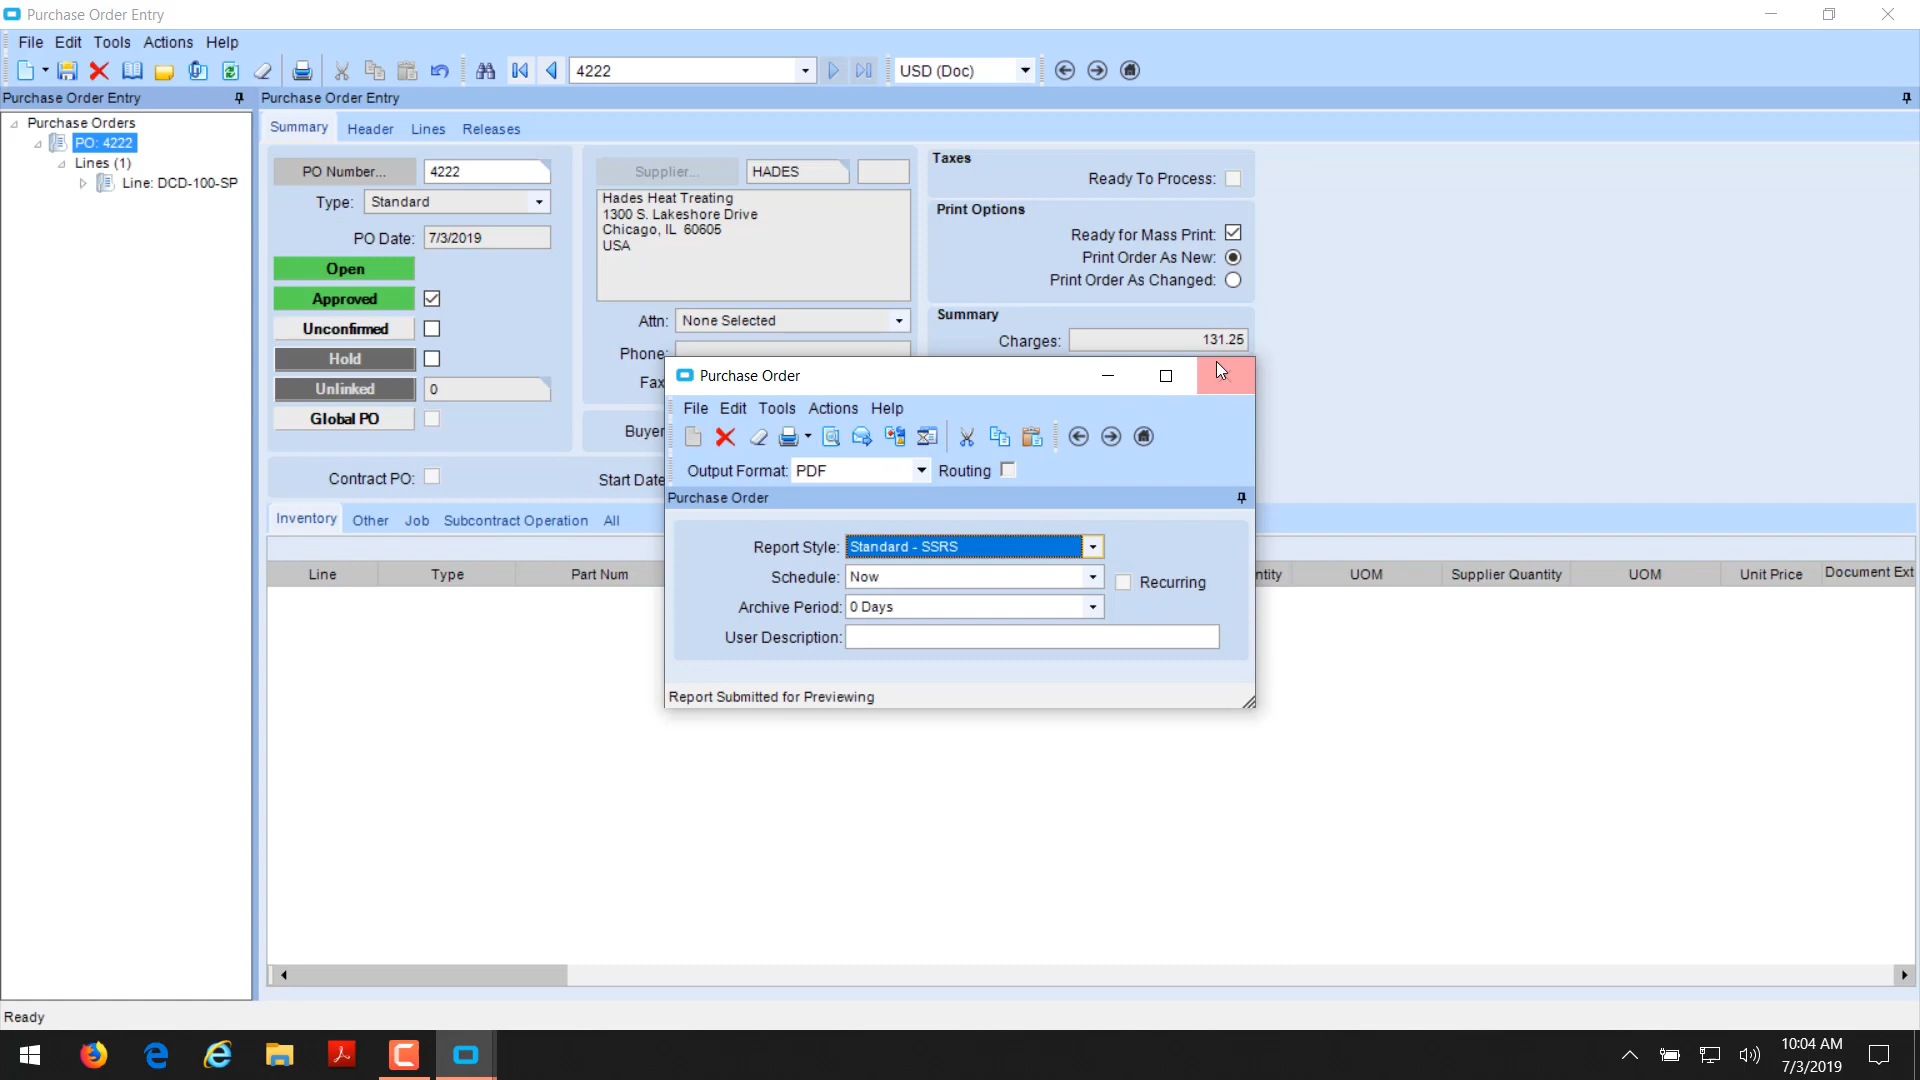 Purchase Order Entry
File Edit Tools Actions Help
4222 USD (Doc)
Purchase Order Entry
Purchase Orders
PO: 4222
Lines (1)
Line: DCD-100-SP
Purchase Order Entry
Summary Header Lines Releases
PO Number... 4222
Type: Standard
PO Date: 7/3/2019
Open
Approved
Unconfirmed
Hold
Unlinked 0
Global PO
Contract PO:
Supplier... HADES
Hades Heat Treating
1300 S. Lakeshore Drive
Chicago, IL 60605
USA
Attn: None Selected
Phone:
Fax
Buyer
Start Date
Taxes
Ready To Process:
Print Options
Ready for Mass Print:
Print Order As New:
Print Order As Changed:
Summary
Charges: 131.25
Inventory Other Job Subcontract Operation All
Line Type Part Num ntity UOM Supplier Quantity UOM Unit Price Document Ext
Purchase Order
File Edit Tools Actions Help
Output Format: PDF Routing
Purchase Order
Report Style: Standard - SSRS
Schedule: Now Recurring
Archive Period: 0 Days
User Description:
Report Submitted for Previewing
Ready
10:04 AM
7/3/2019